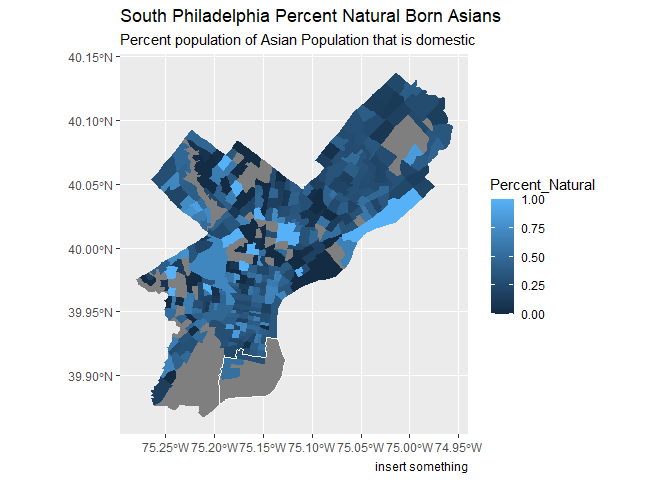 South Philadelphia Percent Natural Born Asians
Percent population of Asian Population that is domestic
40.15°N
40.10°N
40.05°N
40.00°N
39.95°N
39.90°N
75.25°W 75.20°W 75.15°W 75.10°W 75.05°W 75.00°W 74.95°W
Percent_Natural
1.00
0.75
0.50
0.25
0.00
insert something